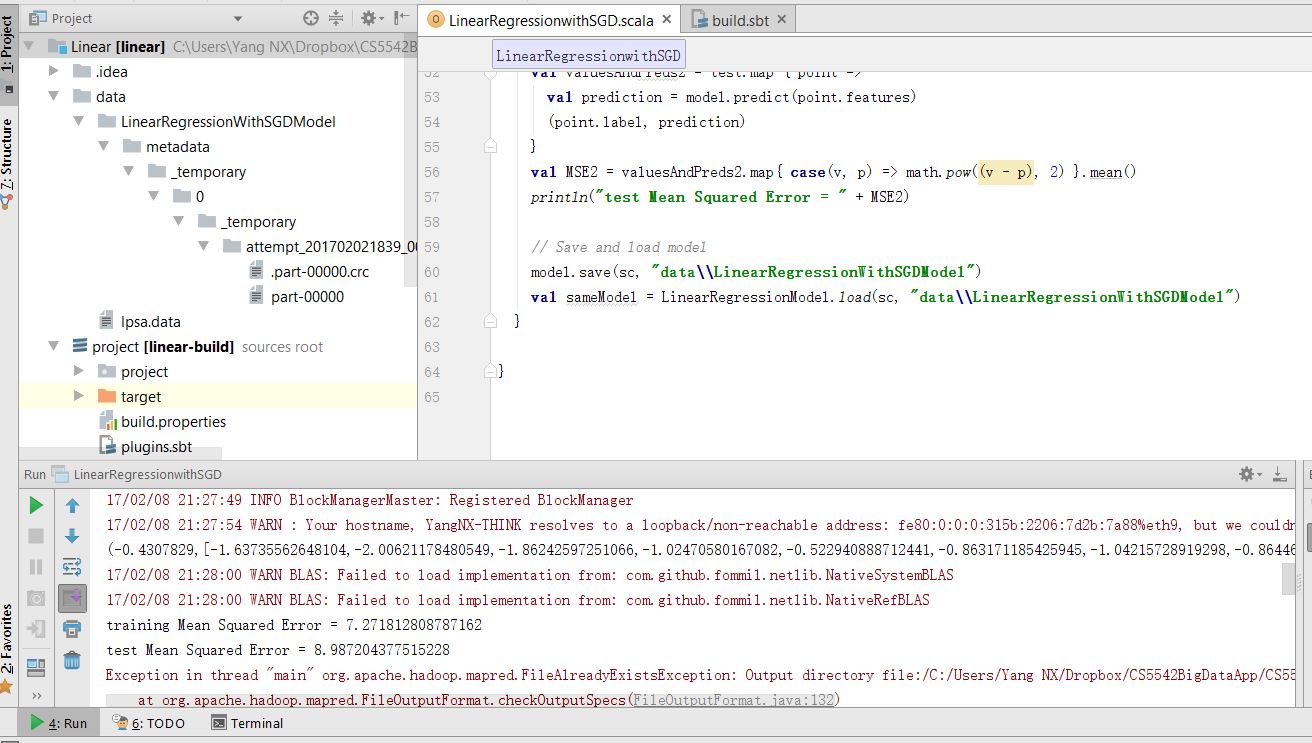 Project
LinearRegressionwithSGD.scala
build.sbt
1: Project
7: Structure
2: Favorites
Linear [linear] C:\Users\Yang NX\Dropbox\CS5542B
.idea
data
LinearRegressionWithSGDModel
metadata
_temporary
0
_temporary
attempt_201702021839_00
.part-00000.crc
part-00000
lpsa.data
project [linear-build] sources root
project
target
build.properties
plugins.sbt
LinearRegressionwithSGD
52 val valuesAndPreds2 = test.map { point =>
53 val prediction = model.predict(point.features)
54 (point.label, prediction)
55 }
56 val MSE2 = valuesAndPreds2.map{ case(v, p) => math.pow((v - p), 2) }.mean()
57 println("test Mean Squared Error = " + MSE2)
58
59 // Save and load model
60 model.save(sc, "data\\LinearRegressionWithSGDModel")
61 val sameModel = LinearRegressionModel.load(sc, "data\\LinearRegressionWithSGDModel")
62 }
63
64 }
65
Run LinearRegressionwithSGD
17/02/08 21:27:49 INFO BlockManagerMaster: Registered BlockManager
17/02/08 21:27:54 WARN : Your hostname, YangNX-THINK resolves to a loopback/non-reachable address: fe80:0:0:0:315b:2206:7d2b:7a88%eth9, but we couldn
(-0.4307829,[-1.63735562648104,-2.00621178480549,-1.86242597251066,-1.02470580167082,-0.522940888712441,-0.863171185425945,-1.04215728919298,-0.86446
17/02/08 21:28:00 WARN BLAS: Failed to load implementation from: com.github.fommil.netlib.NativeSystemBLAS
17/02/08 21:28:00 WARN BLAS: Failed to load implementation from: com.github.fommil.netlib.NativeRefBLAS
training Mean Squared Error = 7.271812808787162
test Mean Squared Error = 8.987204377515228
Exception in thread "main" org.apache.hadoop.mapred.FileAlreadyExistsException: Output directory file:/C:/Users/Yang NX/Dropbox/CS5542BigDataApp/CS55
at org.apache.hadoop.mapred.FileOutputFormat.checkOutputSpecs(FileOutputFormat.java:132)
4: Run
6: TODO
Terminal